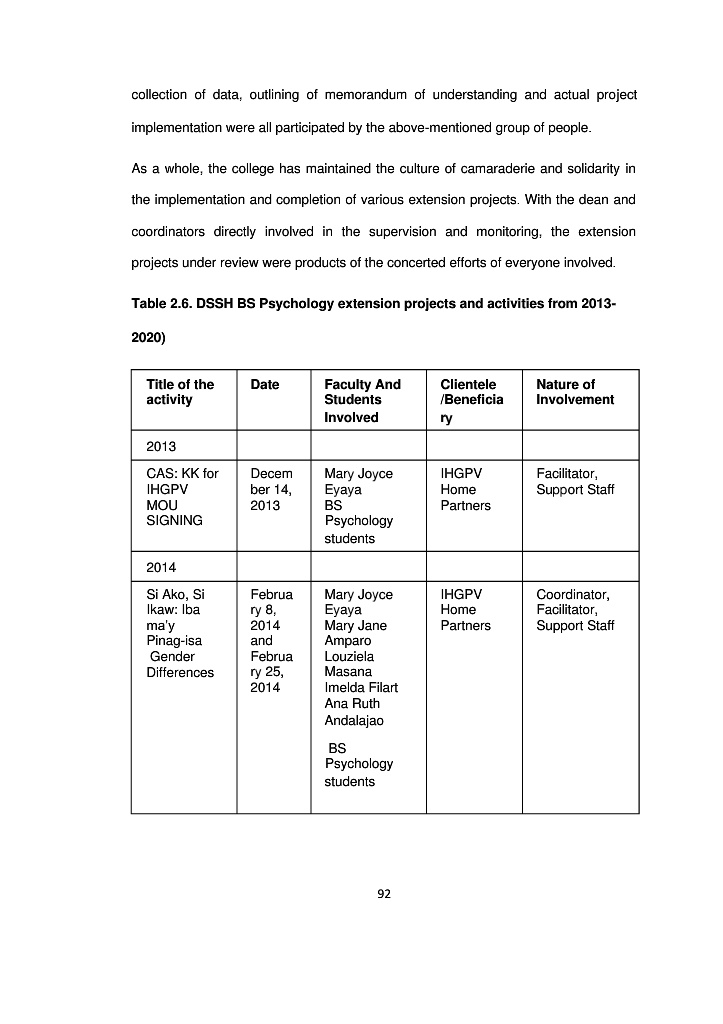 collection of data, outlining of memorandum of understanding and actual project
implementation were all participated by the above-mentioned group of people.
As a whole, the college has maintained the culture of camaraderie and solidarity in
the implementation and completion of various extension projects. With the dean and
coordinators directly involved in the supervision and monitoring, the extension
projects under review were products of the concerted efforts of everyone involved.
Table 2.6. DSSH BS Psychology extension projects and activities from 2013-
2020)
Title of the
activity
Date
Faculty And
Students
Involved
Clientele
/Beneficia
ry
Nature of
Involvement
2013
CAS: KK for
IHGPV
MOU
SIGNING
Decem
ber 14,
2013
Mary Joyce
Eyaya
BS
Psychology
students
IHGPV
Home
Partners
Facilitator,
Support Staff
2014
Si Ako, Si
Ikaw: Iba
ma'y
Pinag-isa
Gender
Differences
Februa
ry 8,
2014
and
Februa
ry 25,
2014
Mary Joyce
Eyaya
Mary Jane
Amparo
Louziela
Masana
Imelda Filart
Ana Ruth
Andalajao
BS
Psychology
students
IHGPV
Home
Partners
Coordinator,
Facilitator,
Support Staff
92